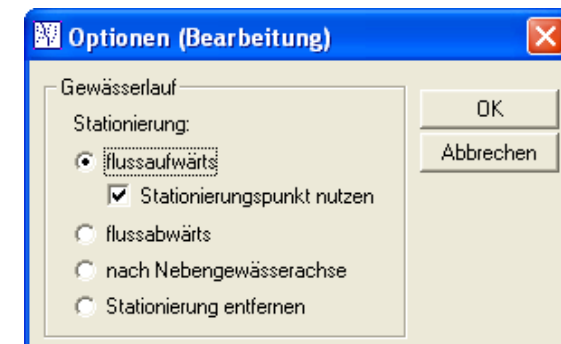 Optionen (Bearbeitung)
Gewässerlauf
Stationierung:
flussaufwärts
Stationierungspunkt nutzen
flussabwärts
nach Nebengewässerachse
Stationierung entfernen
OK
Abbrechen